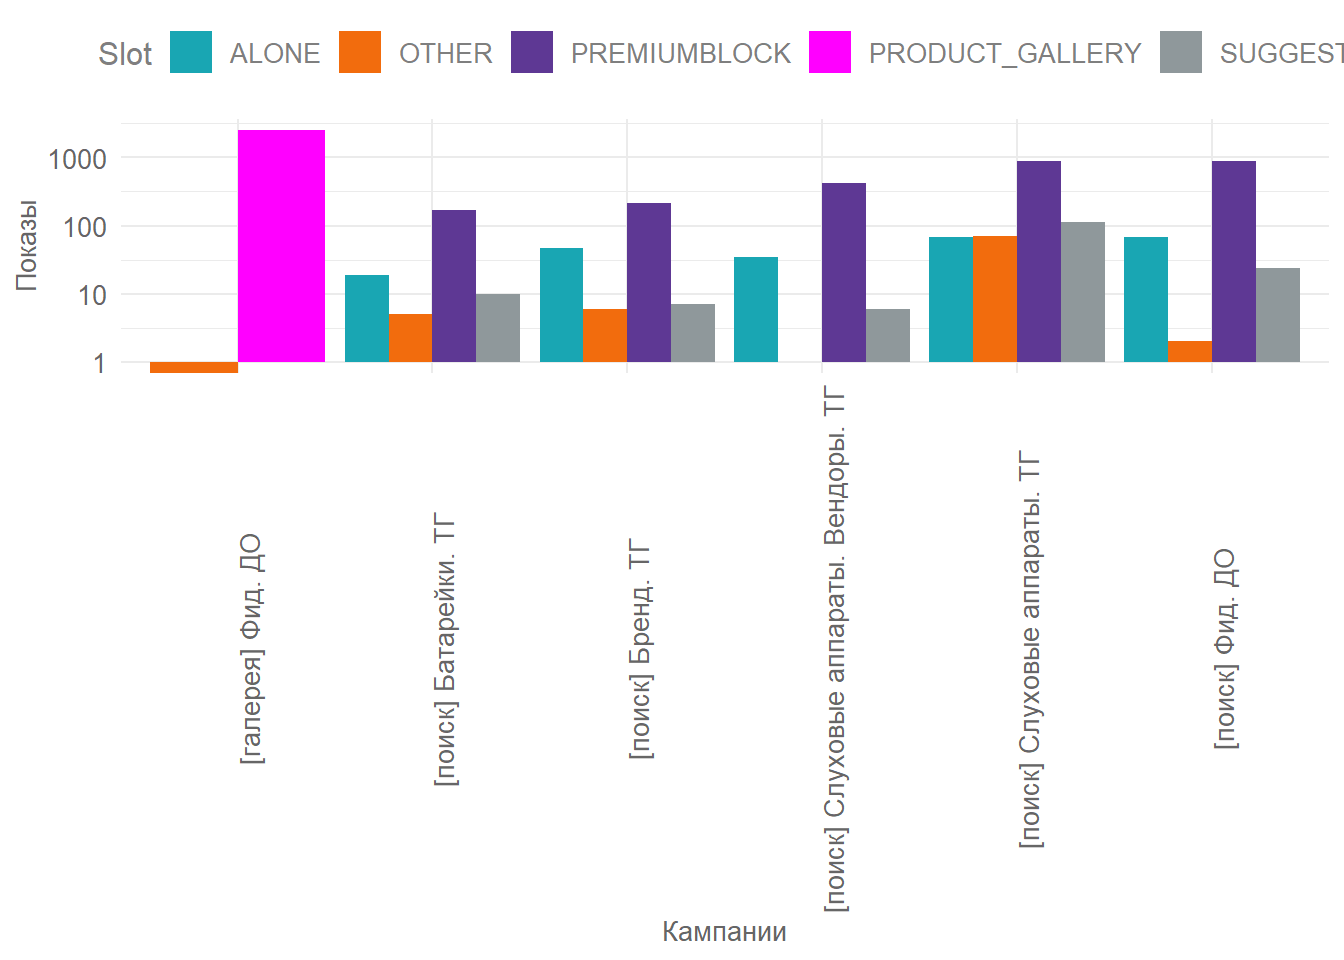 Slot ALONE OTHER PREMIUMBLOCK PRODUCT_GALLERY SUGGEST
1000
100
10
1
Показы
[галерея] Фид. ДО
[поиск] Батарейки. ТГ
[поиск] Бренд. ТГ
[поиск] Слуховые аппараты. Вендоры. ТГ
[поиск] Слуховые аппараты. ТГ
[поиск] Фид. ДО
Кампании